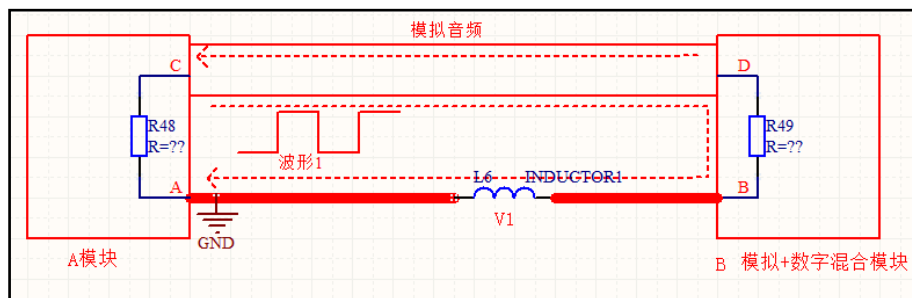 模拟音频
C
D
R48
R=??
R49
R=??
波形1
A
L6
INDUCTOR1
B
V1
GND
A模块
B 模拟+数字混合模块